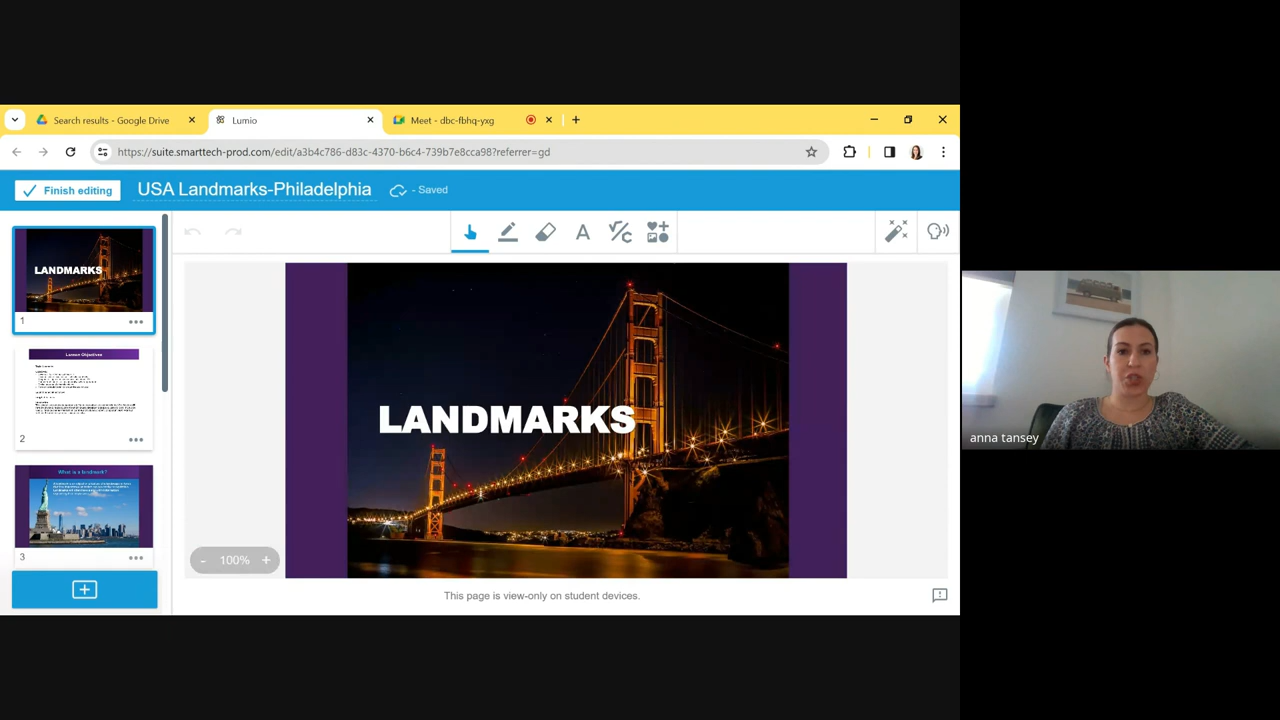 Search results - Google Drive
Lumio
Meet - dbc-fbhq-yxg
https://suite.smarttech-prod.com/edit/a3b4c786-d83c-4370-b6c4-739b7e8cca98?referrer=gd
Finish editing
USA Landmarks-Philadelphia
- Saved
A
LANDMARKS
1
Lesson Objectives
2
What is a landmark?
3
LANDMARKS
- 100% +
This page is view-only on student devices.
anna tansey